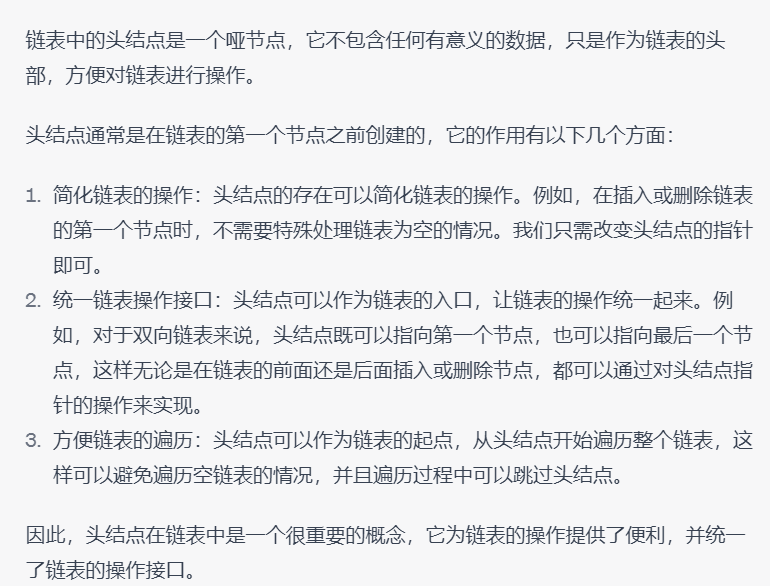 链表中的头结点是一个哑节点，它不包含任何有意义的数据，只是作为链表的头
部，方便对链表进行操作。
头结点通常是在链表的第一个节点之前创建的，它的作用有以下几个方面：
1. 简化链表的操作：头结点的存在可以简化链表的操作。例如，在插入或删除链表
的第一个节点时，不需要特殊处理链表为空的情况。我们只需改变头结点的指针
即可。
2. 统一链表操作接口：头结点可以作为链表的入口，让链表的操作统一起来。例
如，对于双向链表来说，头结点既可以指向第一个节点，也可以指向最后一个节
点，这样无论是在链表的前面还是后面插入或删除节点，都可以通过对头结点指
针的操作来实现。
3. 方便链表的遍历：头结点可以作为链表的起点，从头结点开始遍历整个链表，这
样可以避免遍历空链表的情况，并且遍历过程中可以跳过头结点。
因此，头结点在链表中是一个很重要的概念，它为链表的操作提供了便利，并统一
了链表的操作接口。